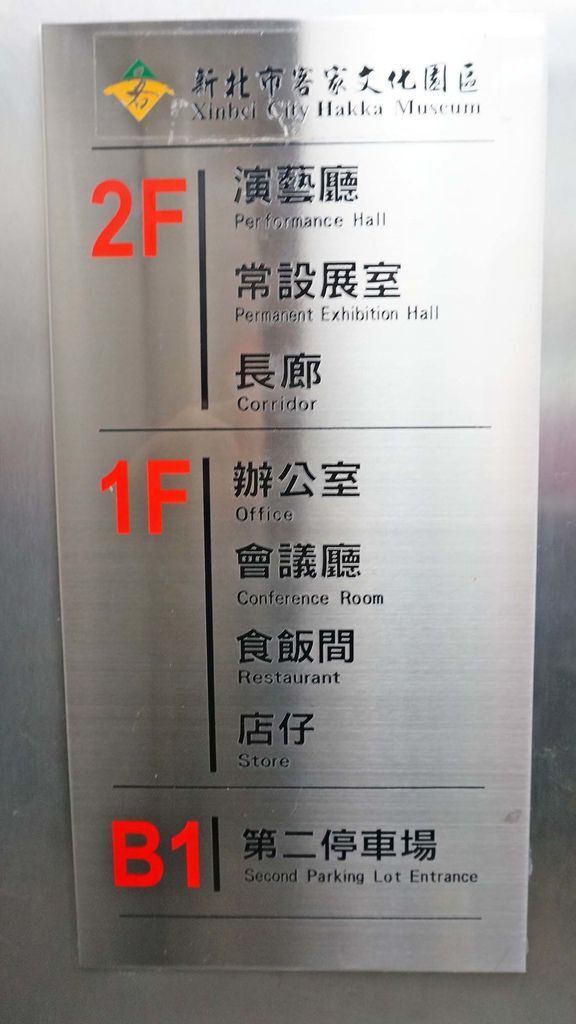 新北市客家文化園區
Xinbei City Hakka Museum
2F
演藝廳
Performance Hall
常設展室
Permanent Exhibition Hall
長廊
Corridor
1F
辦公室
Office
會議廳
Conference Room
食飯間
Restaurant
店仔
Store
B1
第二停車場
Second Parking Lot Entrance